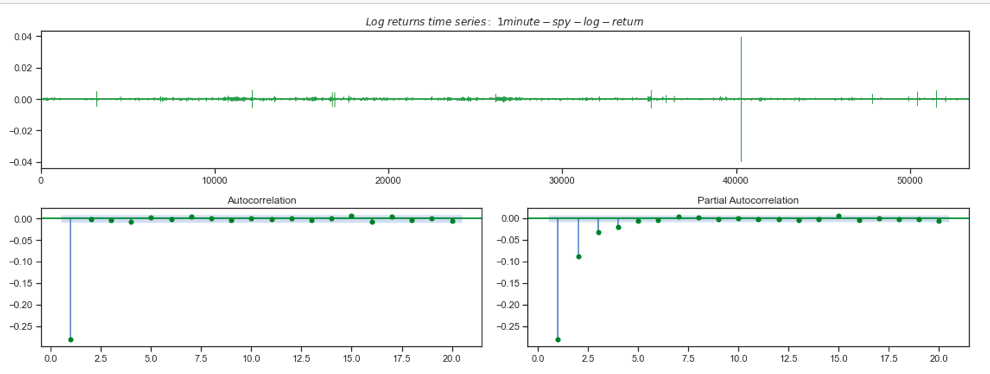 Log returns time series: 1minute-spy-log-return
0.04
0.02
0.00
-0.02
-0.04
0 10000 20000 30000 40000 50000
Autocorrelation Partial Autocorrelation
0.00 0.00
-0.05 -0.05
-0.10 -0.10
-0.15 -0.15
-0.20 -0.20
-0.25 -0.25
0.0 2.5 5.0 7.5 10.0 12.5 15.0 17.5 20.0 0.0 2.5 5.0 7.5 10.0 12.5 15.0 17.5 20.0